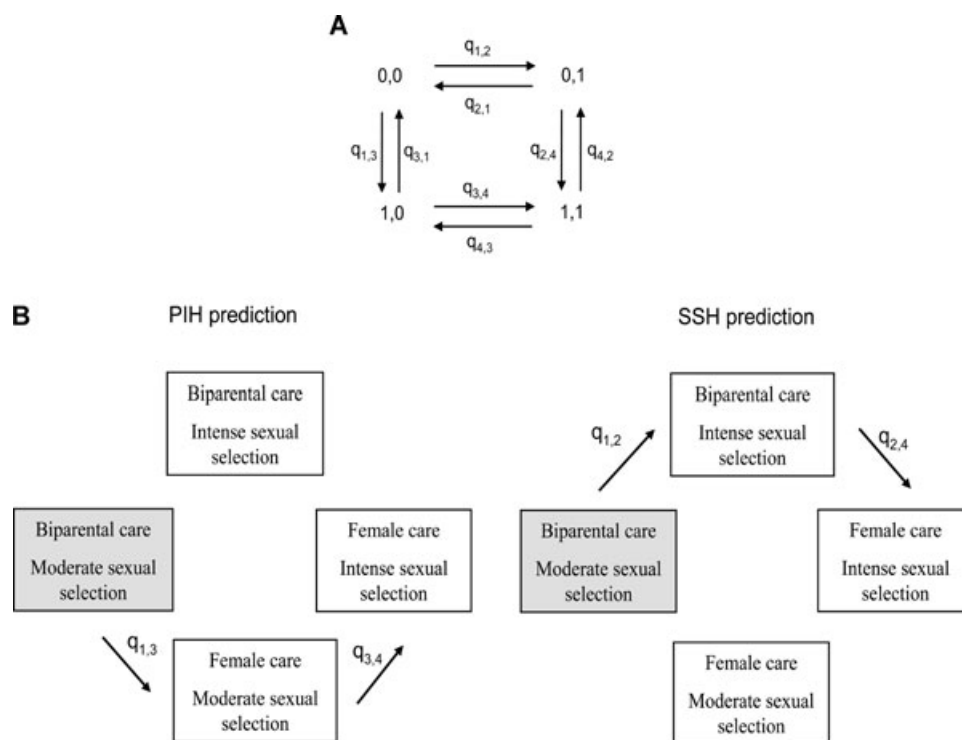 A
q1,2
0,0
0,1
q2,1
q1,3
q3,1
q2,4
q4,2
q3,4
1,0
1,1
q4,3
B
PIH prediction
SSH prediction
Biparental care
Intense sexual
selection
Biparental care
Moderate sexual
selection
Female care
Intense sexual
selection
q1,3
Female care
Moderate sexual
selection
q3,4
Biparental care
Intense sexual
selection
q1,2
q2,4
Biparental care
Moderate sexual
selection
Female care
Intense sexual
selection
Female care
Moderate sexual
selection